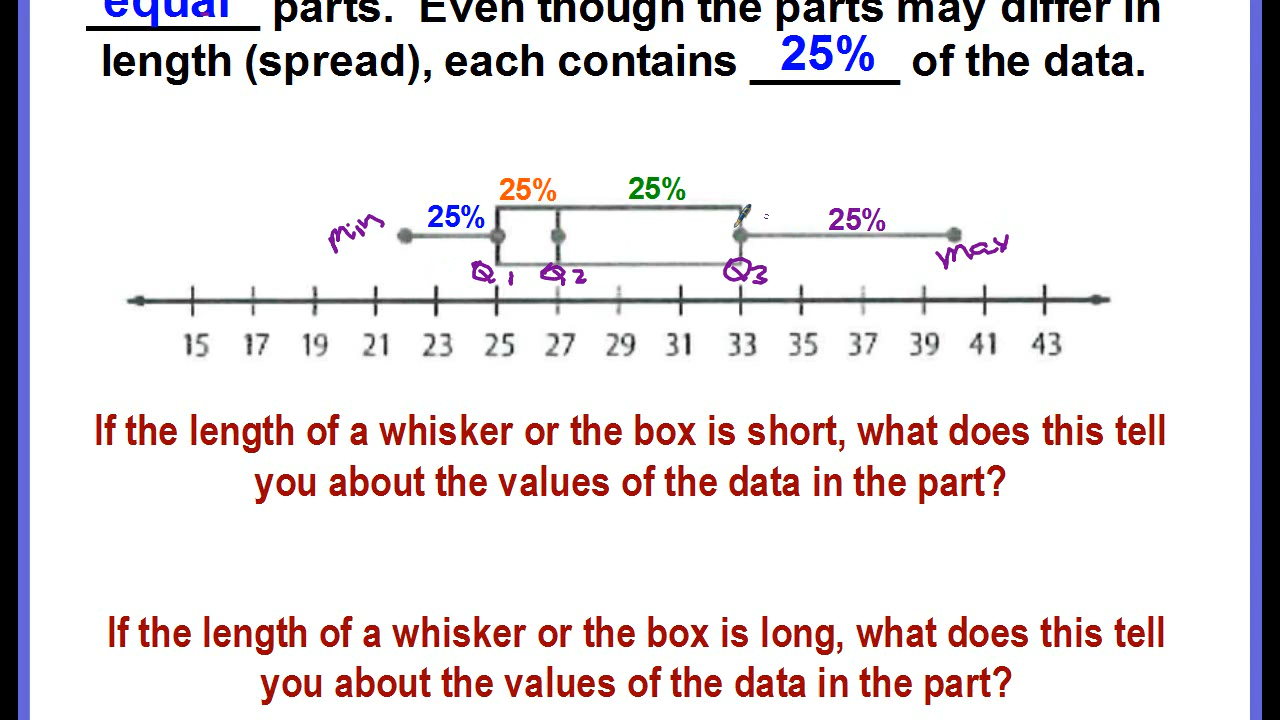 equal parts. Even though the parts may differ in
length (spread), each contains 25% of the data.
25% 25%
min 25% 25% max
Q1 Q2 Q3
15 17 19 21 23 25 27 29 31 33 35 37 39 41 43
If the length of a whisker or the box is short, what does this tell
you about the values of the data in the part?
If the length of a whisker or the box is long, what does this tell
you about the values of the data in the part?